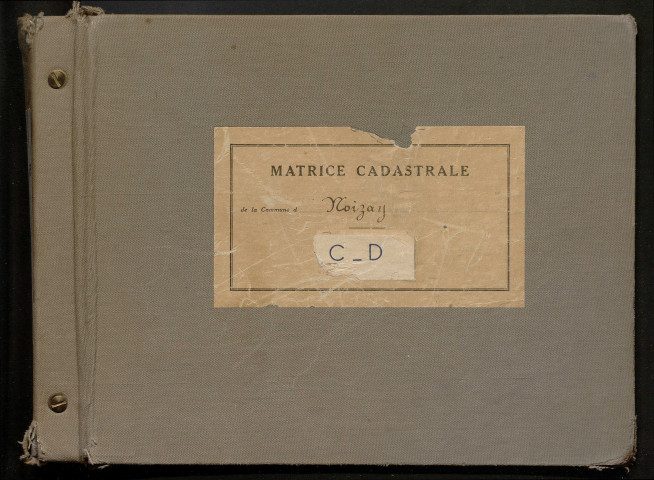 MATRICE CADASTRALE
de la Commune d Noizay
C_D